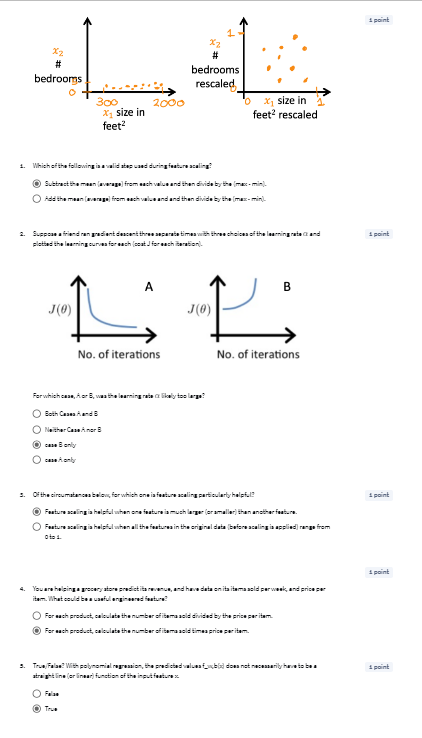 1 point
x₂
#
bedrooms
0
300
2000
x₁ size in
feet²
1
x₂
#
bedrooms
rescaled
0
x₁ size in
1
feet² rescaled
1. Which of the following is a valid step used during feature scaling?
Subtract the mean (average) from each value and then divide by the (max - min).
Add the mean (average) from each value and and then divide by the (max - min).
2. Suppose a friend ran gradient descent three separate times with three choices of the learning rate α and
plotted the learning curves for each (cost J for each iteration).
1 point
A
J(θ)
No. of iterations
B
J(θ)
No. of iterations
For which case, A or B, was the learning rate α likely too large?
Both Cases A and B
Neither Case A nor B
case B only
case A only
3. Of the circumstances below, for which one is feature scaling particularly helpful?
1 point
Feature scaling is helpful when one feature is much larger (or smaller) than another feature.
Feature scaling is helpful when all the features in the original data (before scaling is applied) range from
0 to 1.
1 point
4. You are helping a grocery store predict its revenue, and have data on its items sold per week, and price per
item. What could be a useful engineered feature?
For each product, calculate the number of items sold divided by the price per item.
For each product, calculate the number of items sold times price per item.
5. True/False? With polynomial regression, the predicted values f_w,b(x) does not necessarily have to be a
straight line (or linear) function of the input feature x.
1 point
False
True